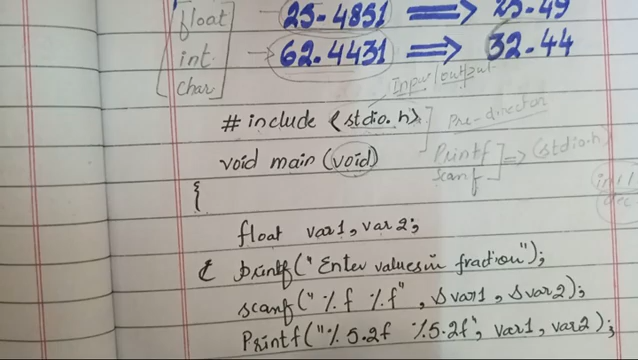 float 25.4851 ⟹ 25.49
int 62.4431 ⟹ 32.44
char
Input/output
#include <stdio.h>
Pre-director
void main (void)
Printf
scanf => (stdio.h)
{
float var1, var2;
printf("Enter values in fraction");
scanf("%f %f", &var1, &var2);
Printf("%5.2f %5.2f", var1, var2);